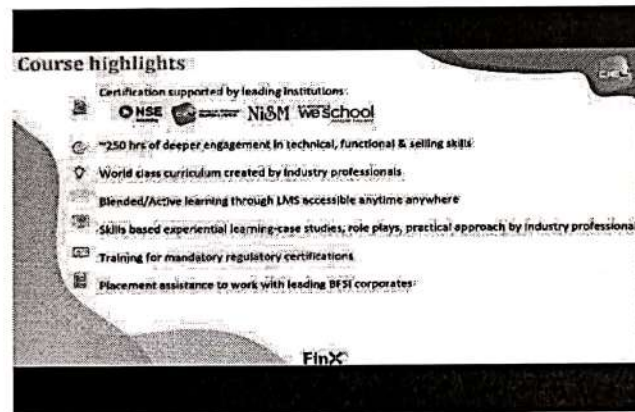 Course highlights
Certification supported by leading institutions:
NSE NiSM weschool
~250 hrs of deeper engagement in technical, functional & selling skills
World class curriculum created by industry professionals
Blended/Active learning through LMS accessible anytime anywhere
Skills based experiential learning-case studies, role plays, practical approach by industry professional
Training for mandatory regulatory certifications
Placement assistance to work with leading BFSI corporates
FinX